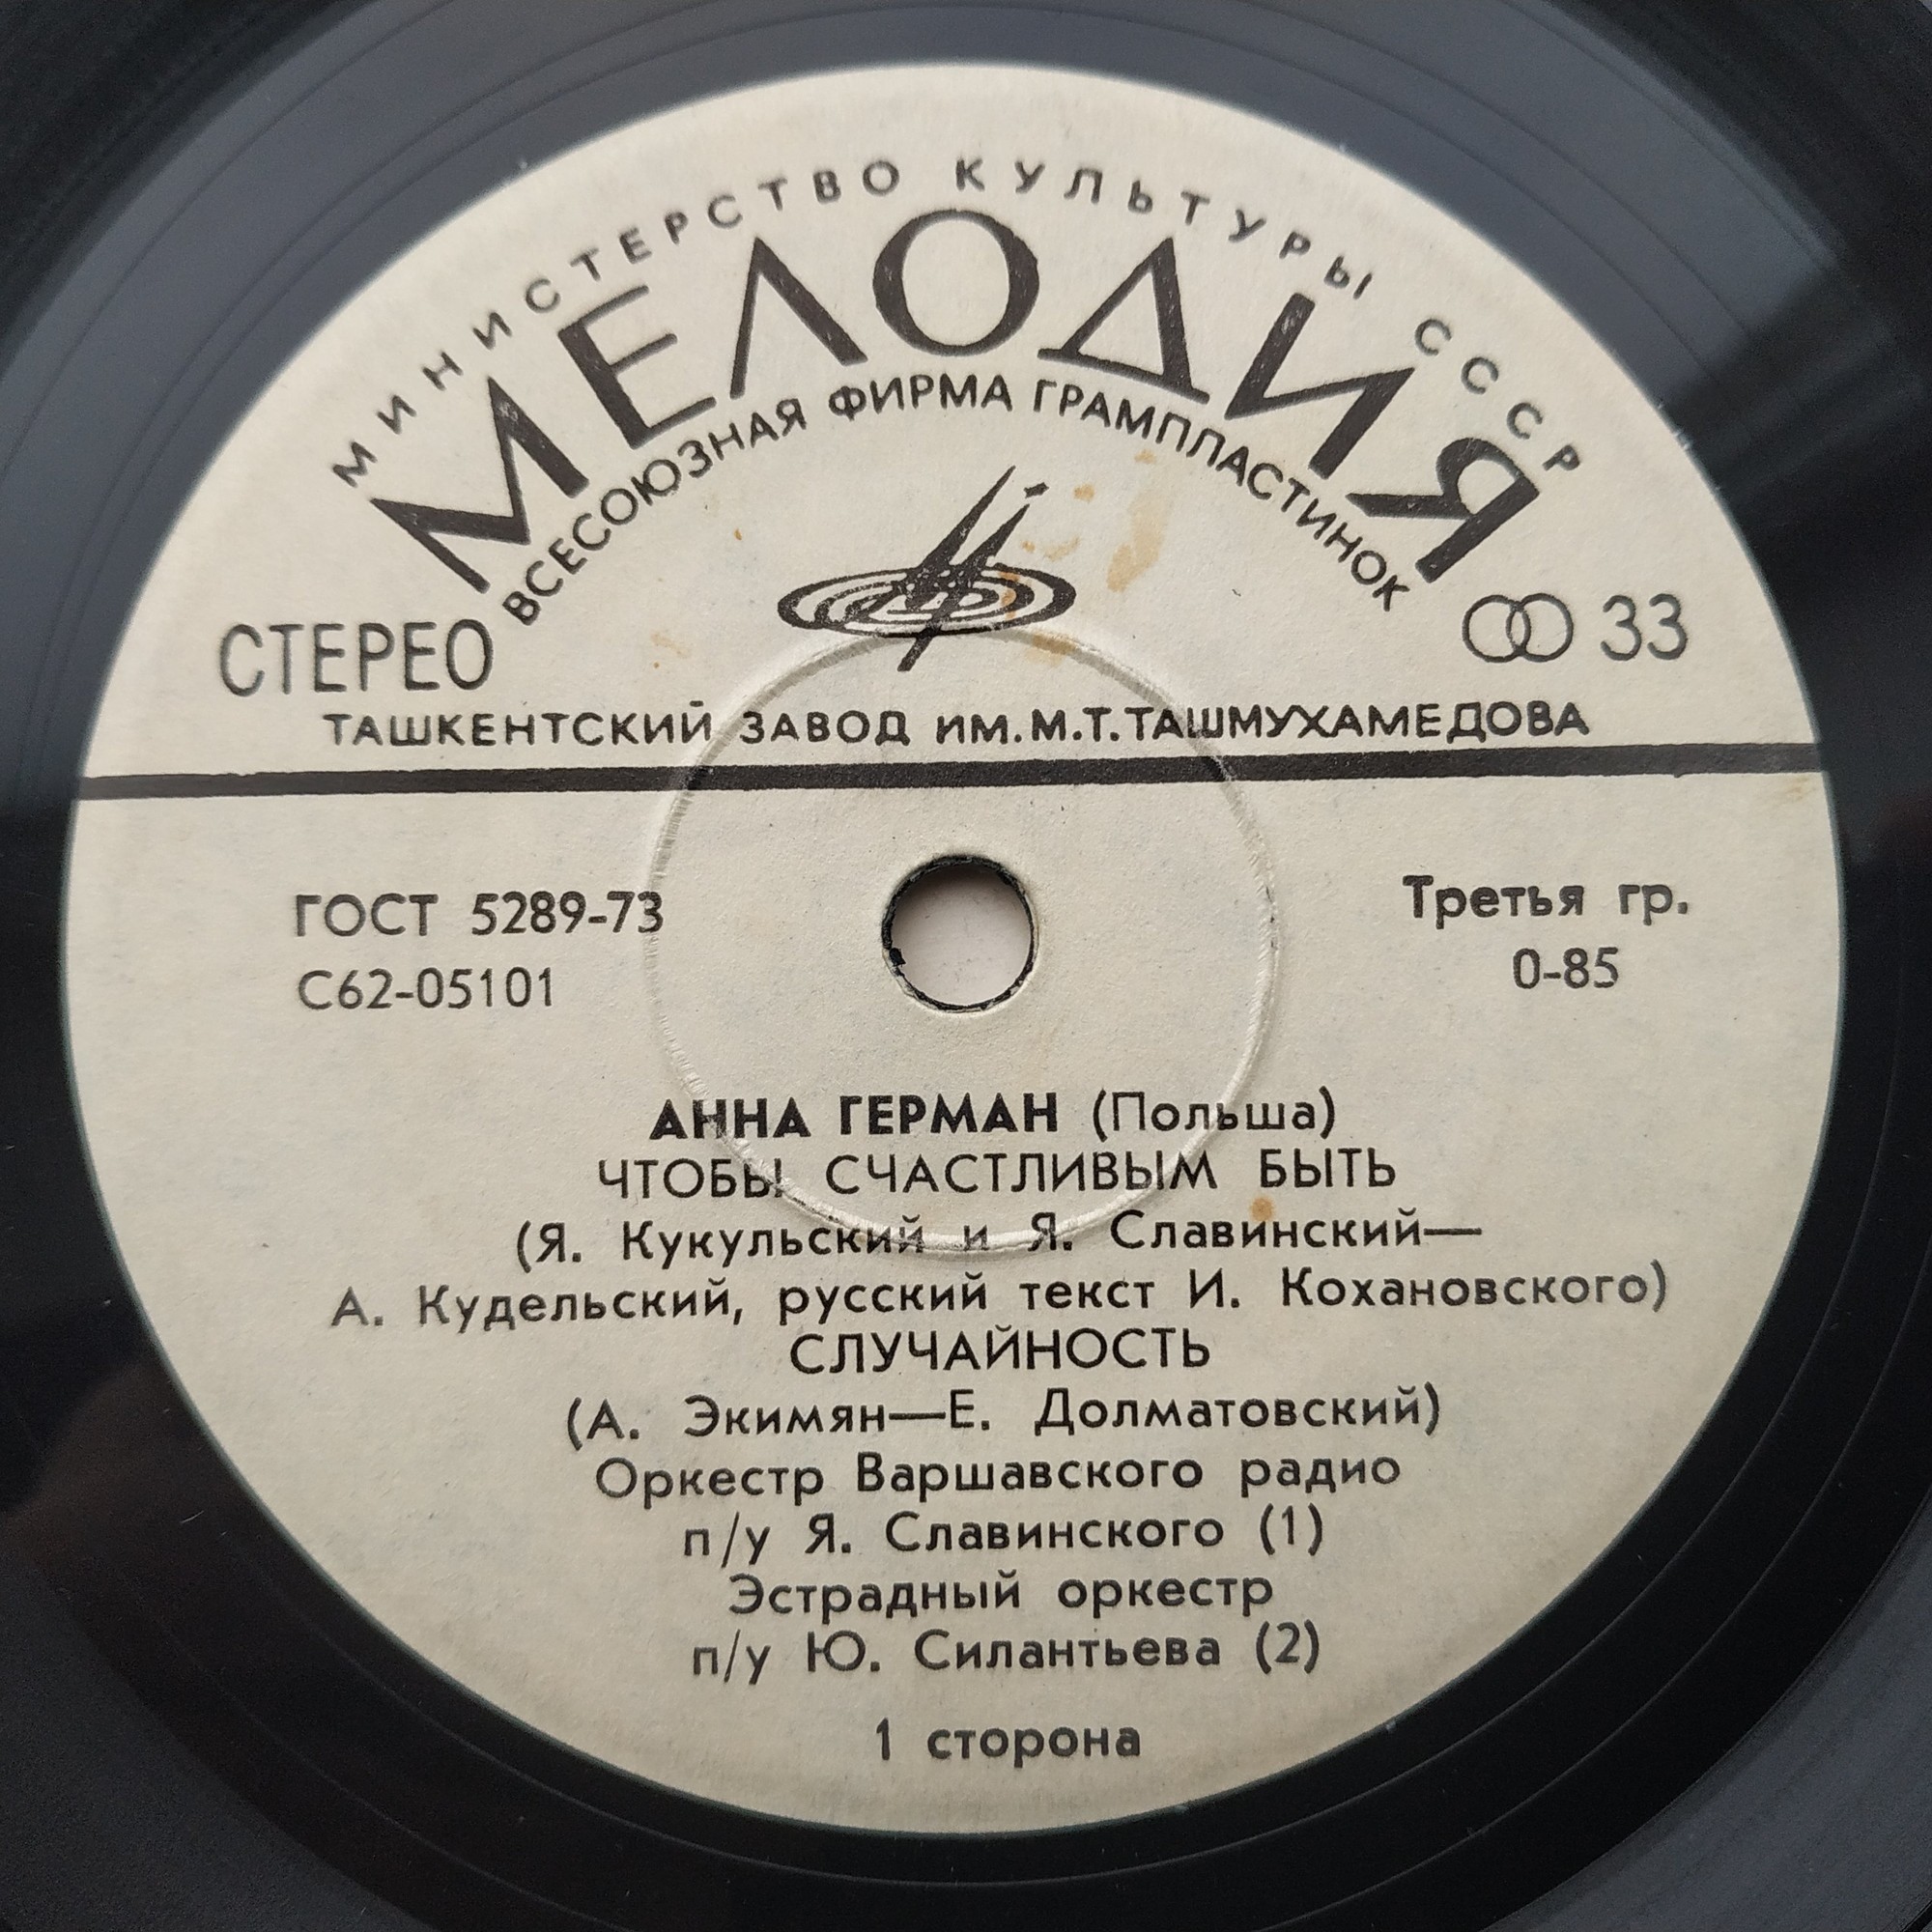 МИНИСТЕРСТВО КУЛЬТУРЫ СССР
МЕЛОДИЯ
ВСЕСОЮЗНАЯ ФИРМА ГРАМПЛАСТИНОК
СТЕРЕО
33
ТАШКЕНТСКИЙ ЗАВОД ИМ.М.Т.ТАШМУХАМЕДОВА
ГОСТ 5289-73
С62-05101
Третья гр.
0-85
АННА ГЕРМАН (Польша)
ЧТОБЫ СЧАСТЛИВЫМ БЫТЬ
(Я. Кукульский и Я. Славинский—
А. Кудельский, русский текст И. Кохановского)
СЛУЧАЙНОСТЬ
(А. Экимян—Е. Долматовский)
Оркестр Варшавского радио
п/у Я. Славинского (1)
Эстрадный оркестр
п/у Ю. Силантьева (2)
1 сторона